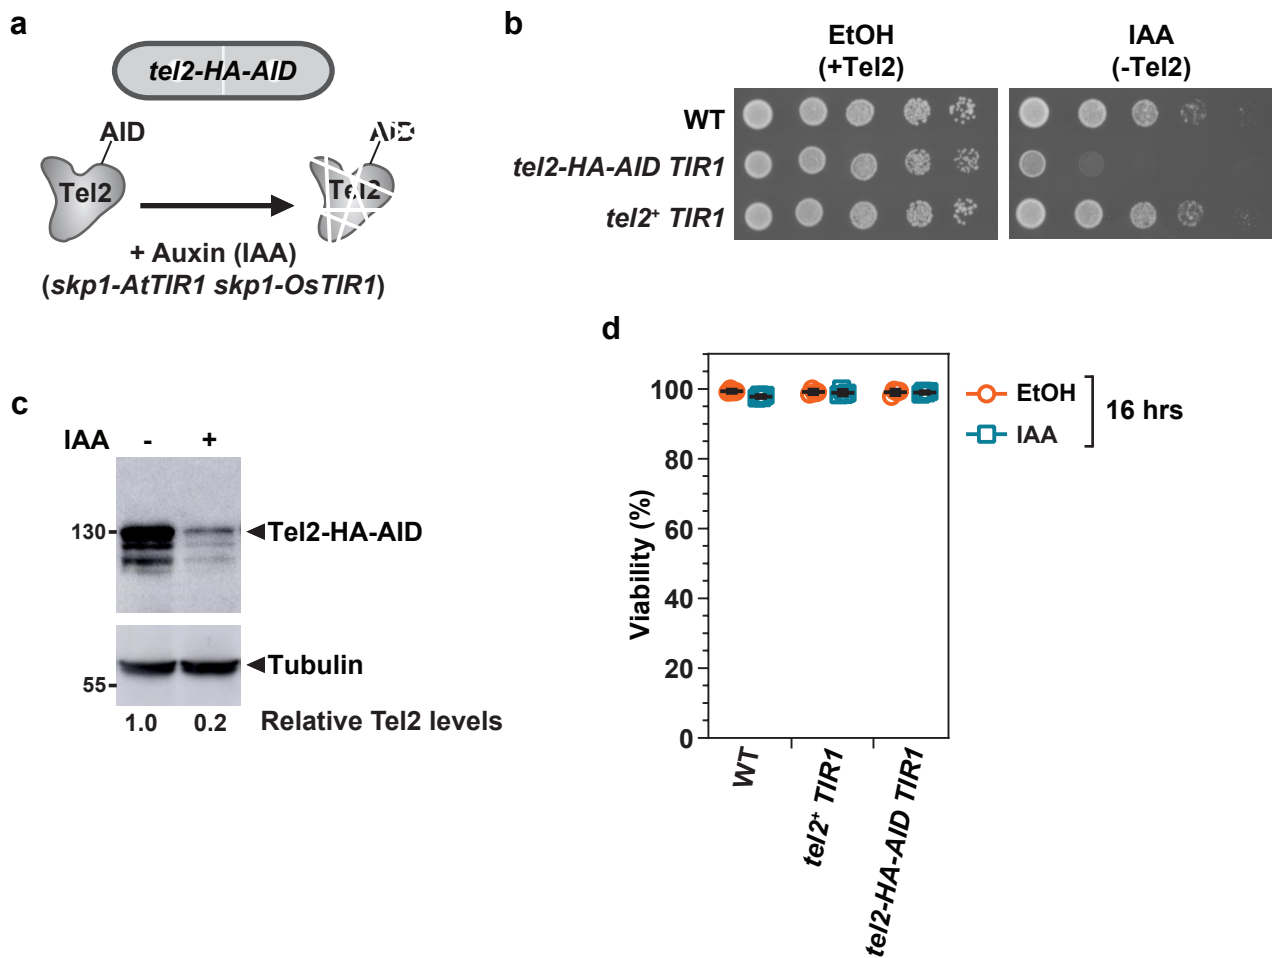 a
tel2-HA-AID
AID
AID
Tel2
Tel2
+ Auxin (IAA)
(skp1-AtTIR1 skp1-OsTIR1)
b
EtOH
(+Tel2)
IAA
(-Tel2)
WT
tel2-HA-AID TIR1
tel2⁺ TIR1
c
IAA - +
130
Tel2-HA-AID
Tubulin
55
1.0 0.2 Relative Tel2 levels
d
Viability (%)
100
80
60
40
20
0
WT
tel2⁺ TIR1
tel2-HA-AID TIR1
EtOH
IAA
16 hrs